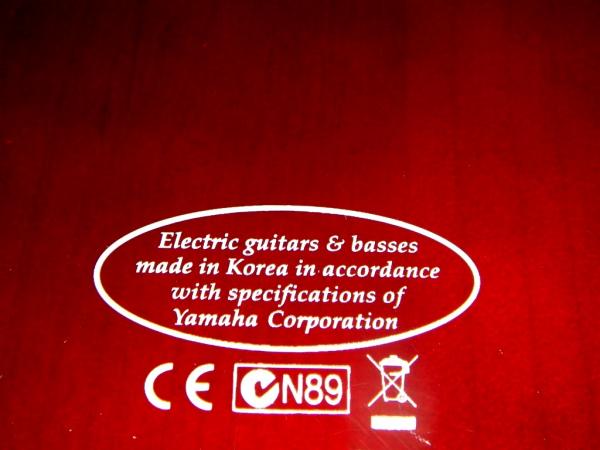 Electric guitars & basses
made in Korea in accordance
with specifications of
Yamaha Corporation
CE N89